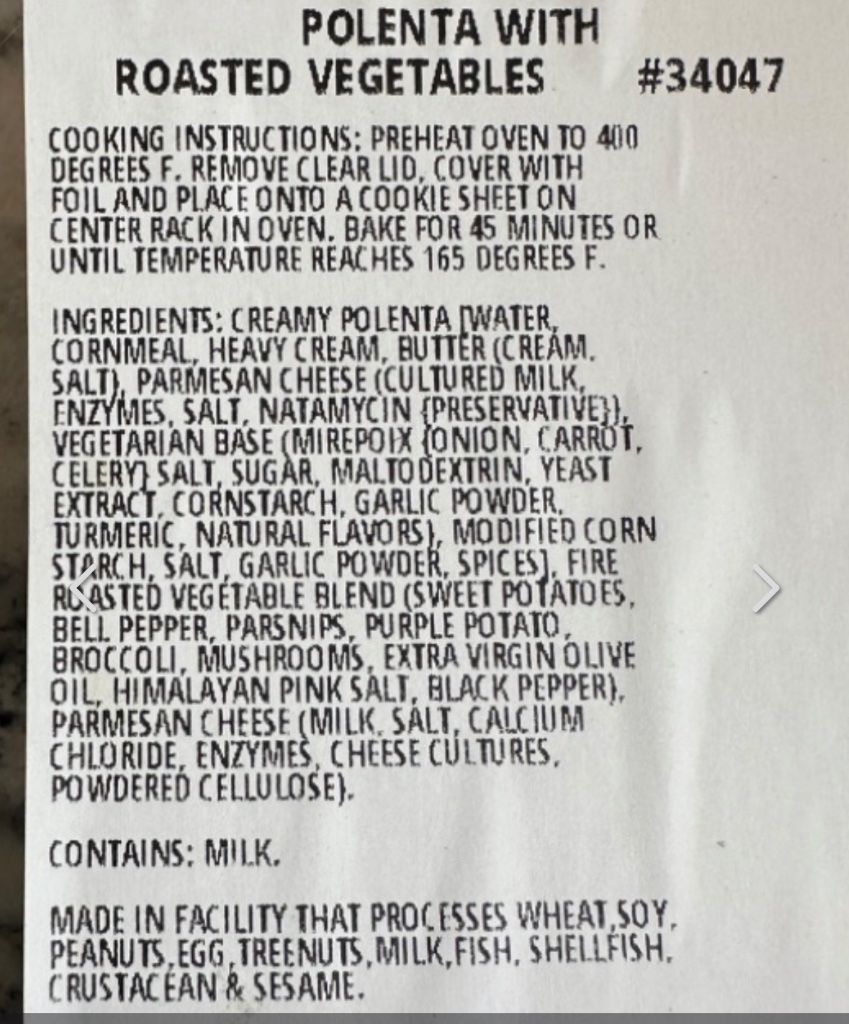 POLENTA WITH
ROASTED VEGETABLES #34047
COOKING INSTRUCTIONS: PREHEAT OVEN TO 400
DEGREES F. REMOVE CLEAR LID, COVER WITH
FOIL AND PLACE ONTO A COOKIE SHEET ON
CENTER RACK IN OVEN. BAKE FOR 45 MINUTES OR
UNTIL TEMPERATURE REACHES 165 DEGREES F.
INGREDIENTS: CREAMY POLENTA [WATER,
CORNMEAL, HEAVY CREAM, BUTTER (CREAM,
SALT), PARMESAN CHEESE (CULTURED MILK,
ENZYMES, SALT, NATAMYCIN {PRESERVATIVE}),
VEGETARIAN BASE (MIREPOIX {ONION, CARROT,
CELERY} SALT, SUGAR, MALTODEXTRIN, YEAST
EXTRACT, CORNSTARCH, GARLIC POWDER,
TURMERIC, NATURAL FLAVORS), MODIFIED CORN
STARCH, SALT, GARLIC POWDER, SPICES], FIRE
ROASTED VEGETABLE BLEND (SWEET POTATOES,
BELL PEPPER, PARSNIPS, PURPLE POTATO,
BROCCOLI, MUSHROOMS, EXTRA VIRGIN OLIVE
OIL, HIMALAYAN PINK SALT, BLACK PEPPER),
PARMESAN CHEESE (MILK, SALT, CALCIUM
CHLORIDE, ENZYMES, CHEESE CULTURES,
POWDERED CELLULOSE).
CONTAINS: MILK.
MADE IN FACILITY THAT PROCESSES WHEAT,SOY,
PEANUTS,EGG,TREENUTS,MILK,FISH, SHELLFISH,
CRUSTACEAN & SESAME.